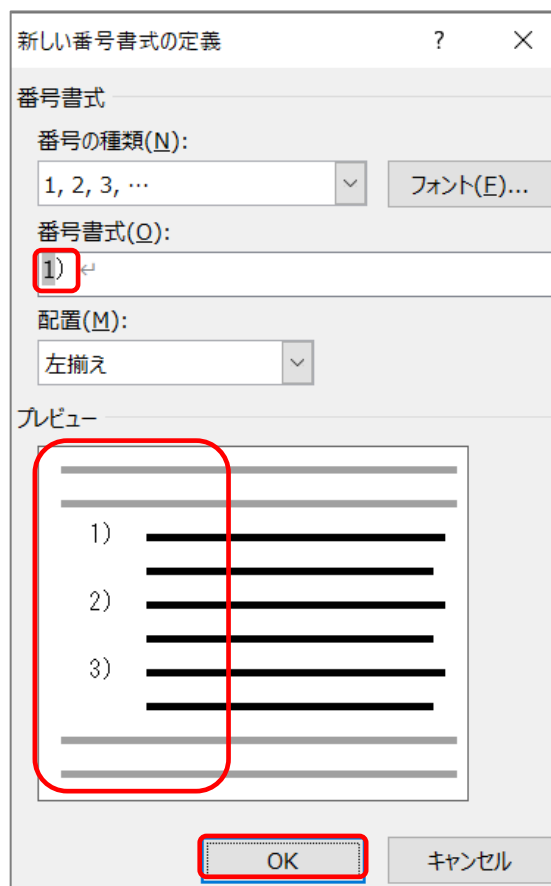 新しい番号書式の定義 ? ×
番号書式
番号の種類(N):
1, 2, 3, …
フォント(F)...
番号書式(O):
1) ↵
配置(M):
左揃え
プレビュー
1)
2)
3)
OK キャンセル